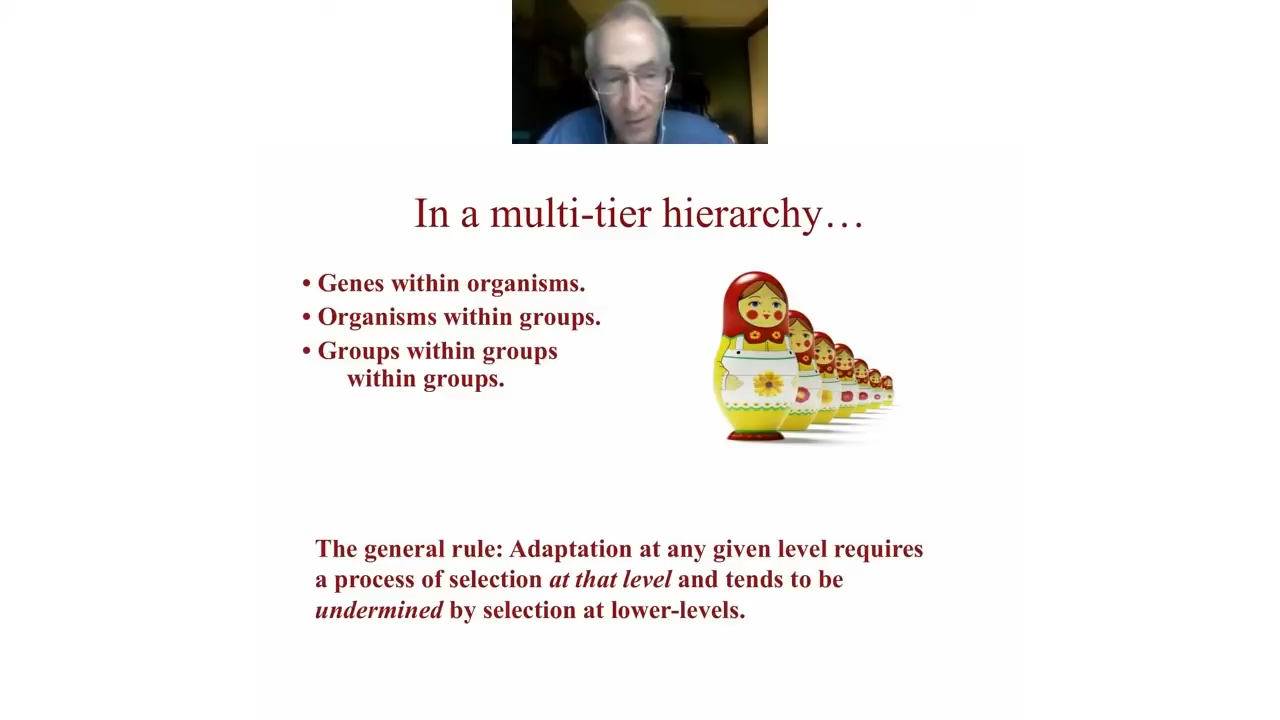 In a multi-tier hierarchy…
• Genes within organisms.
• Organisms within groups.
• Groups within groups
within groups.
The general rule: Adaptation at any given level requires
a process of selection at that level and tends to be
undermined by selection at lower-levels.